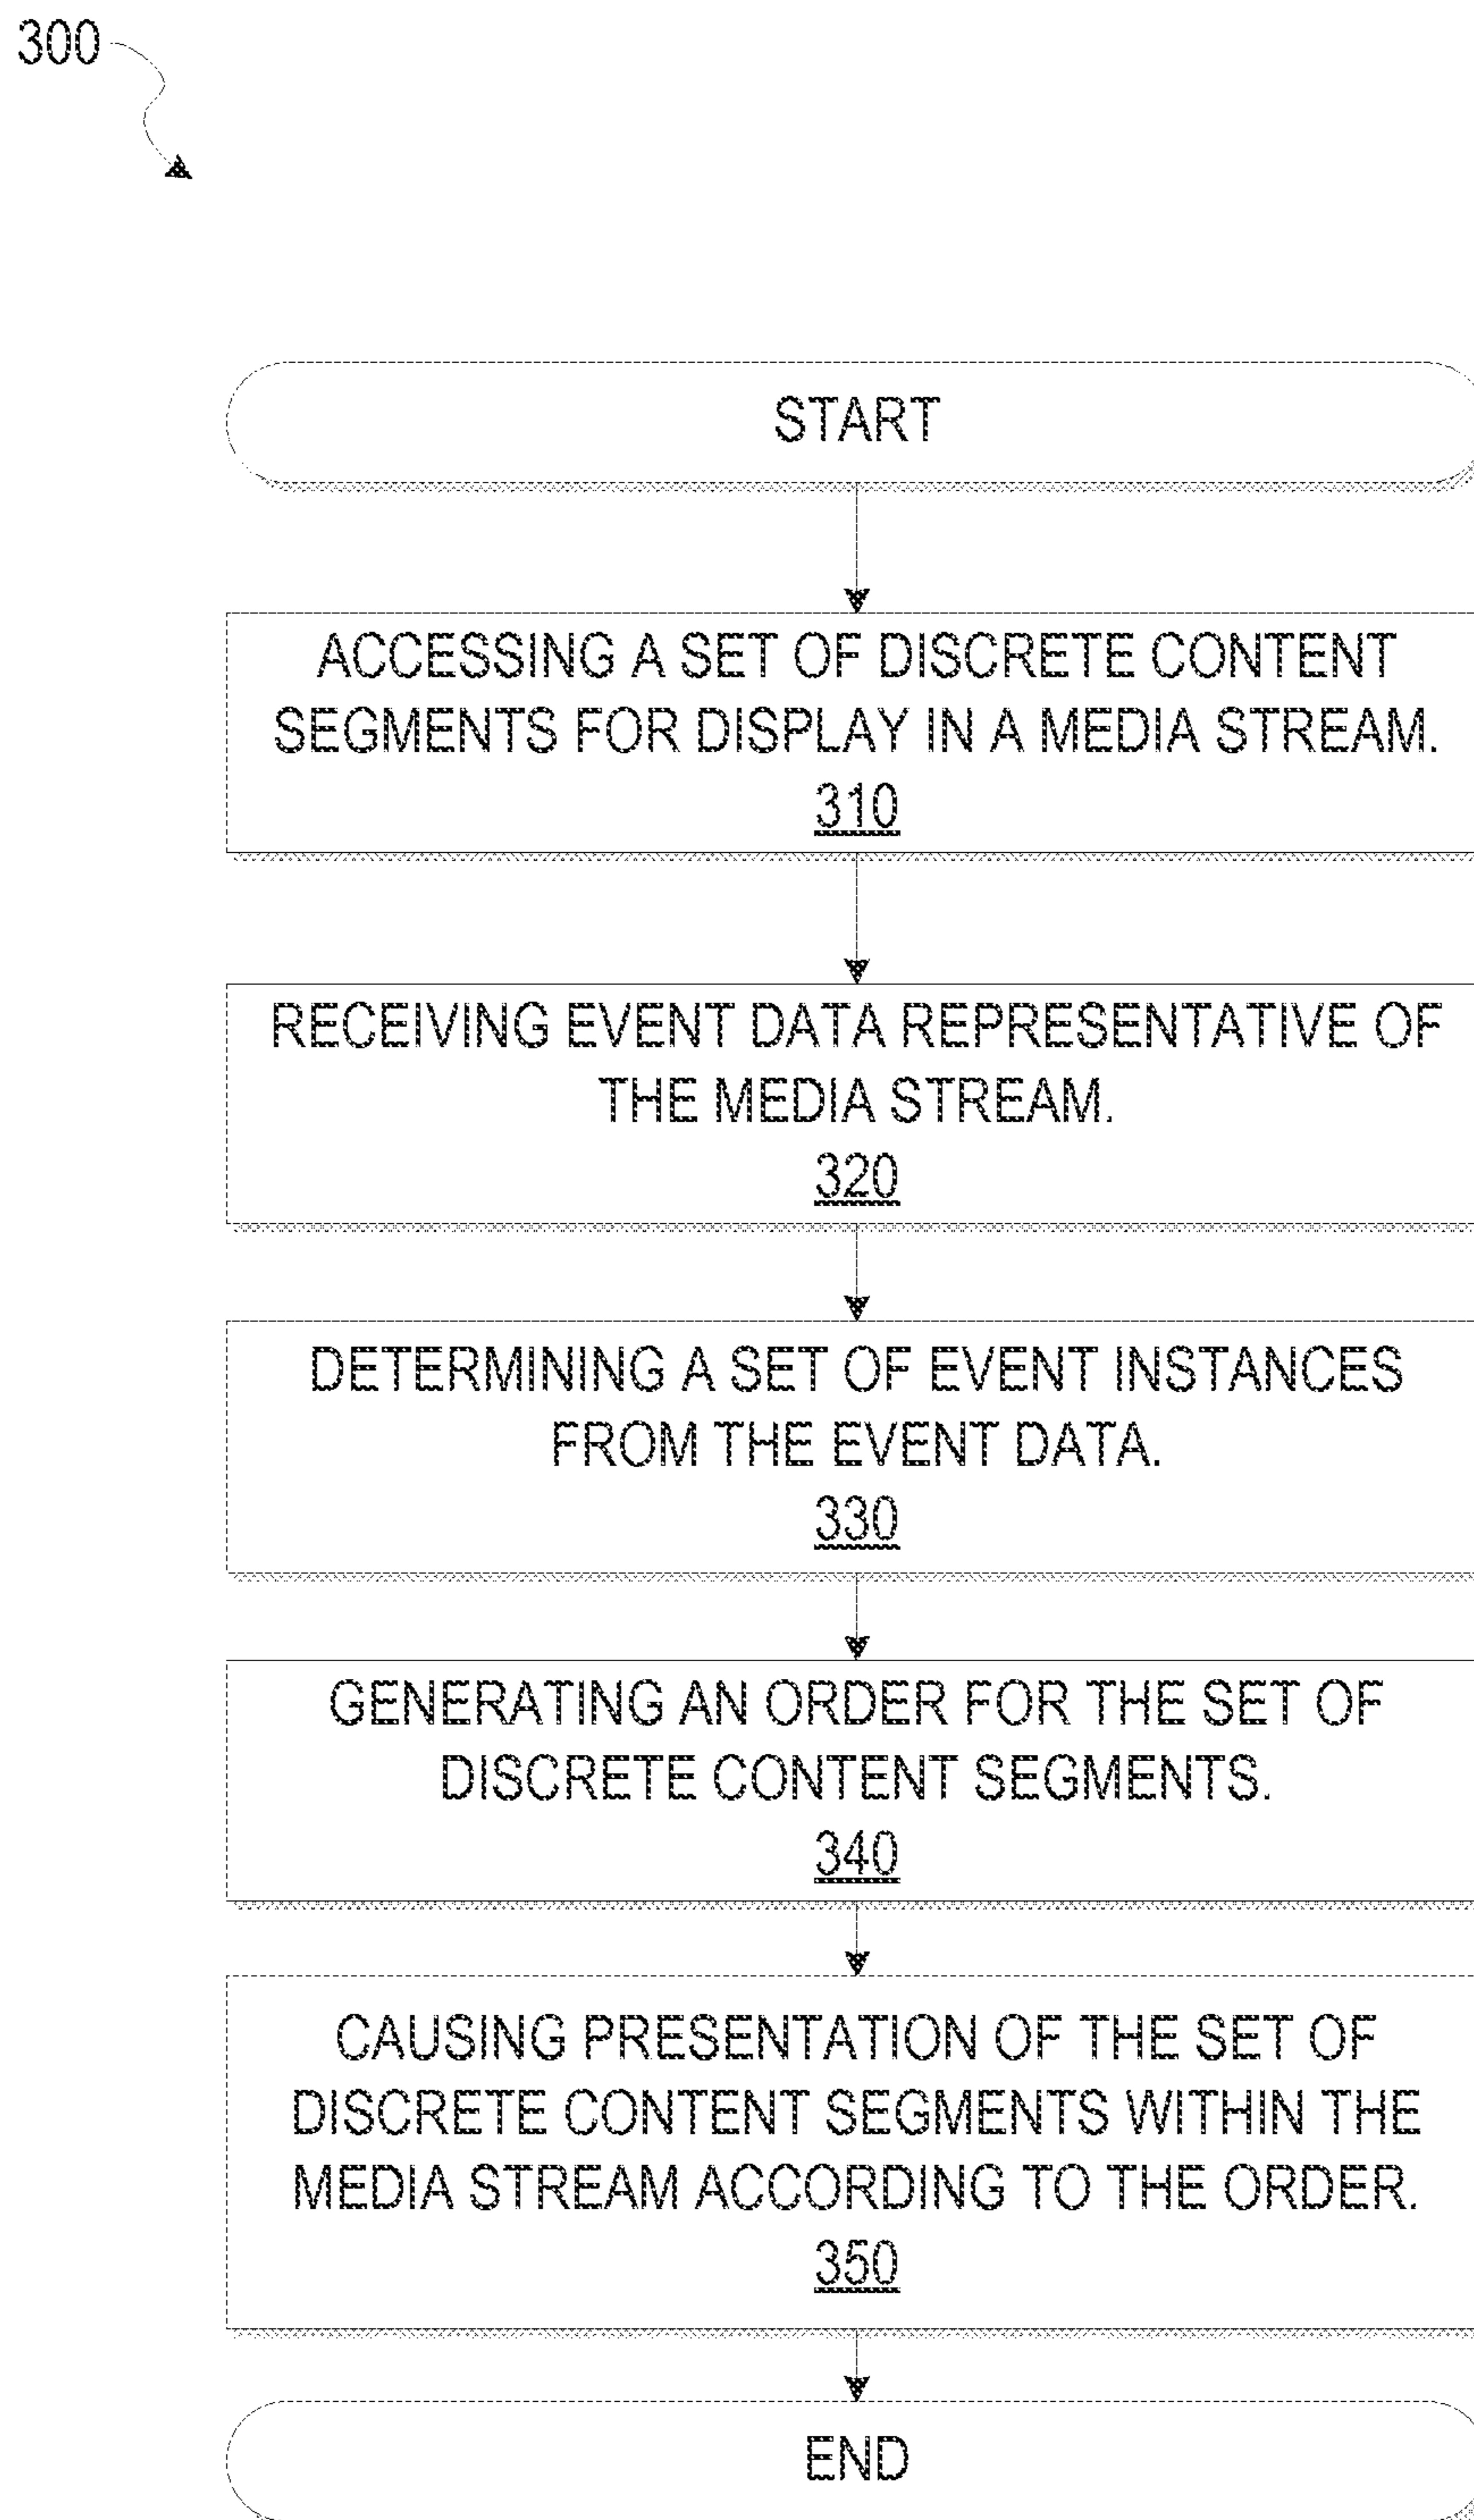 300
START
ACCESSING A SET OF DISCRETE CONTENT
SEGMENTS FOR DISPLAY IN A MEDIA STREAM.
310
RECEIVING EVENT DATA REPRESENTATIVE OF
THE MEDIA STREAM.
320
DETERMINING A SET OF EVENT INSTANCES
FROM THE EVENT DATA.
330
GENERATING AN ORDER FOR THE SET OF
DISCRETE CONTENT SEGMENTS.
340
CAUSING PRESENTATION OF THE SET OF
DISCRETE CONTENT SEGMENTS WITHIN THE
MEDIA STREAM ACCORDING TO THE ORDER.
350
END